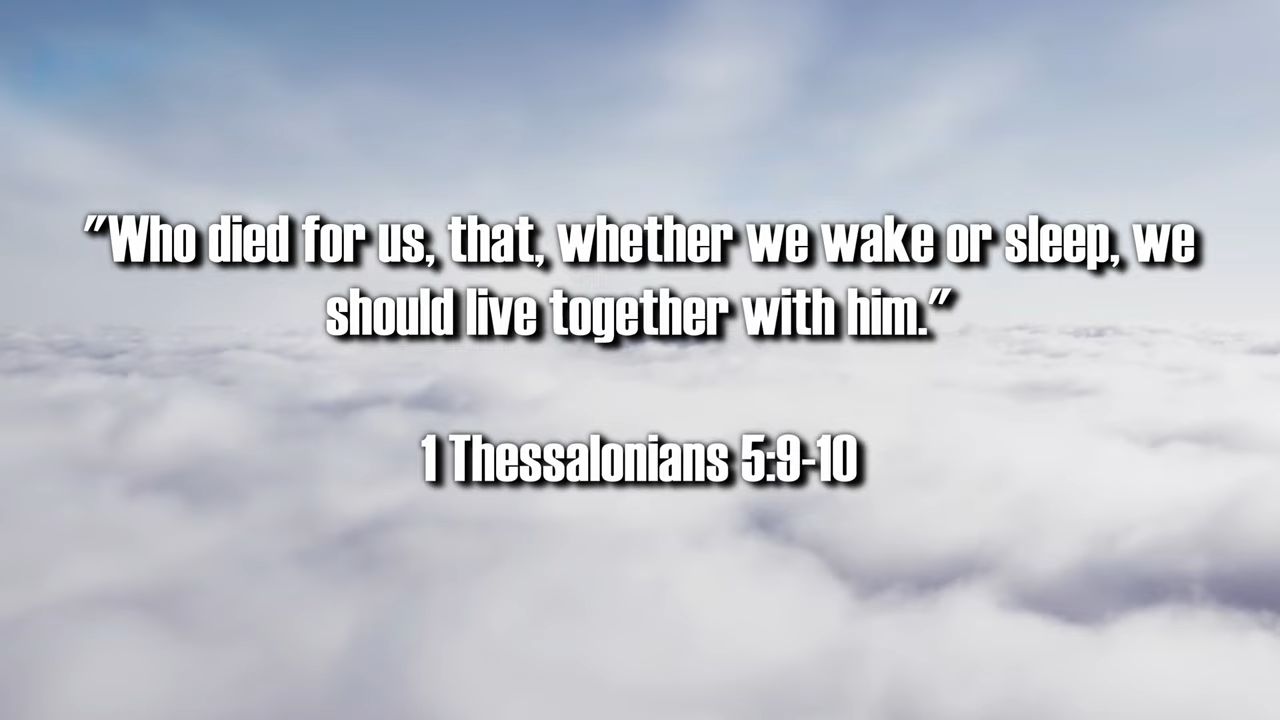 "Who died for us, that, whether we wake or sleep, we
should live together with him."
1 Thessalonians 5:9-10